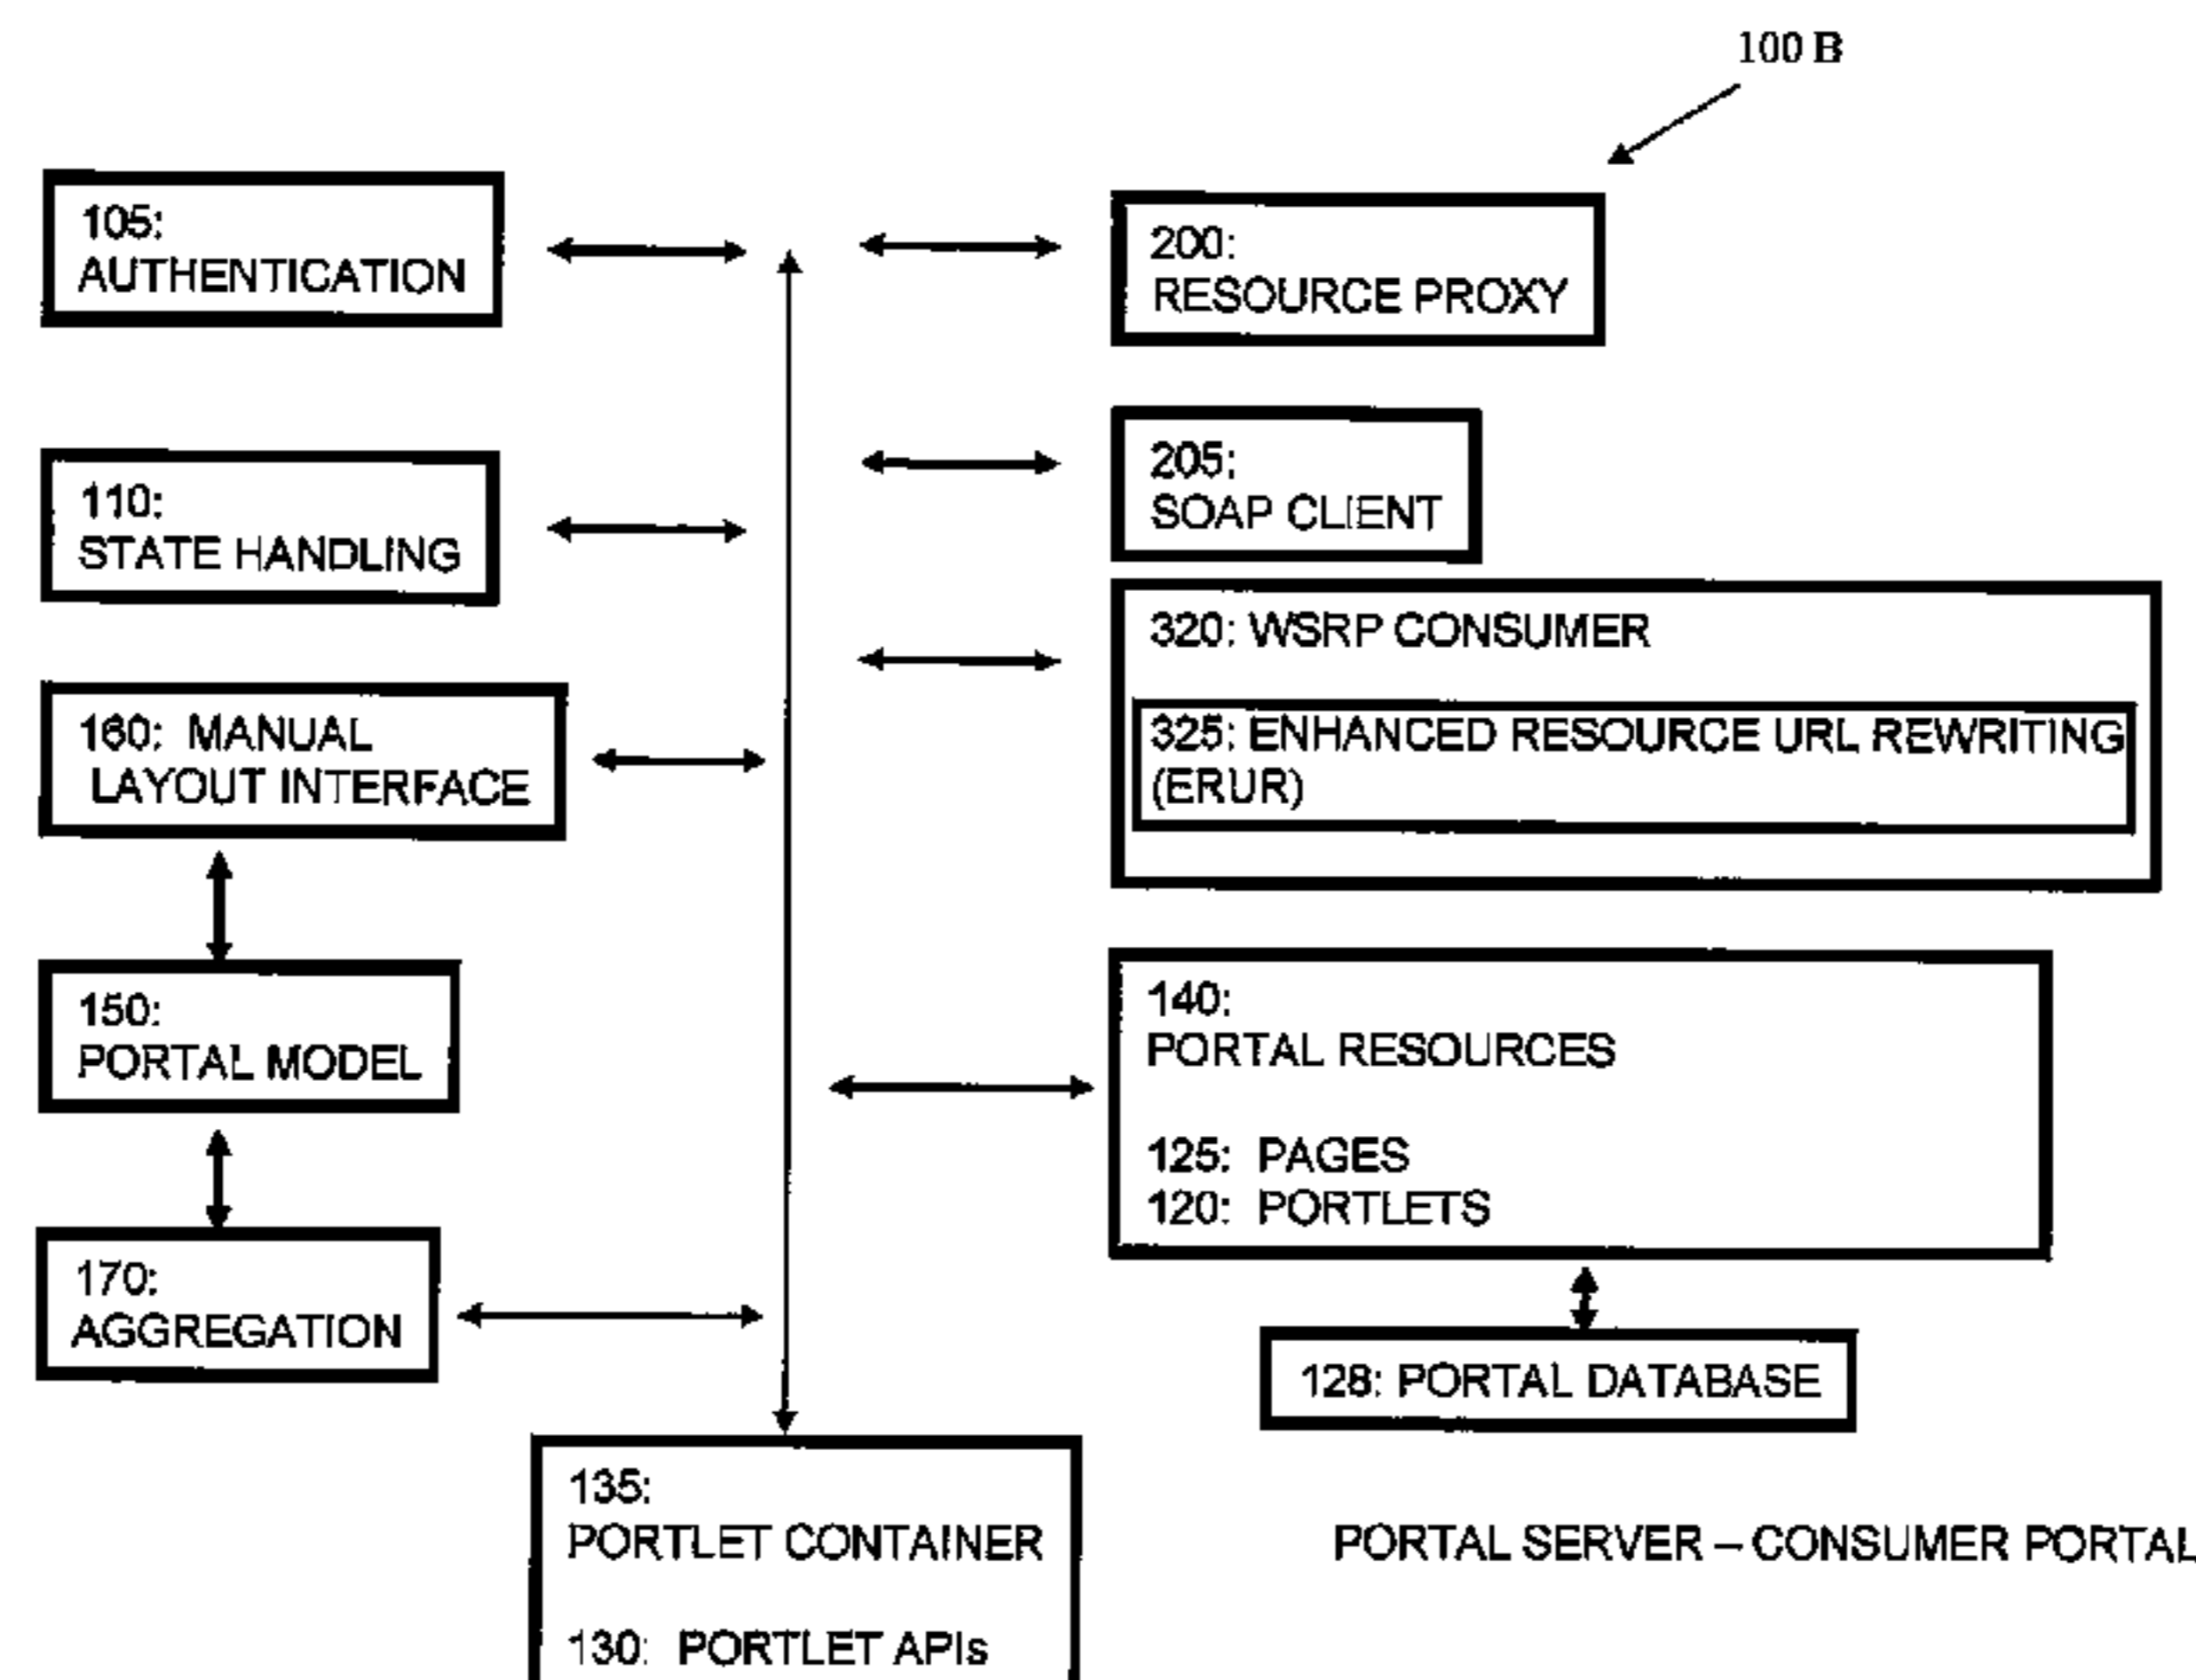 100 B
105:
AUTHENTICATION
200:
RESOURCE PROXY
110:
STATE HANDLING
205:
SOAP CLIENT
320: WSRP CONSUMER
325: ENHANCED RESOURCE URL REWRITING
(ERUR)
160: MANUAL
LAYOUT INTERFACE
150:
PORTAL MODEL
140:
PORTAL RESOURCES
125: PAGES
120: PORTLETS
170:
AGGREGATION
128: PORTAL DATABASE
135:
PORTLET CONTAINER
130: PORTLET APIs
PORTAL SERVER – CONSUMER PORTAL